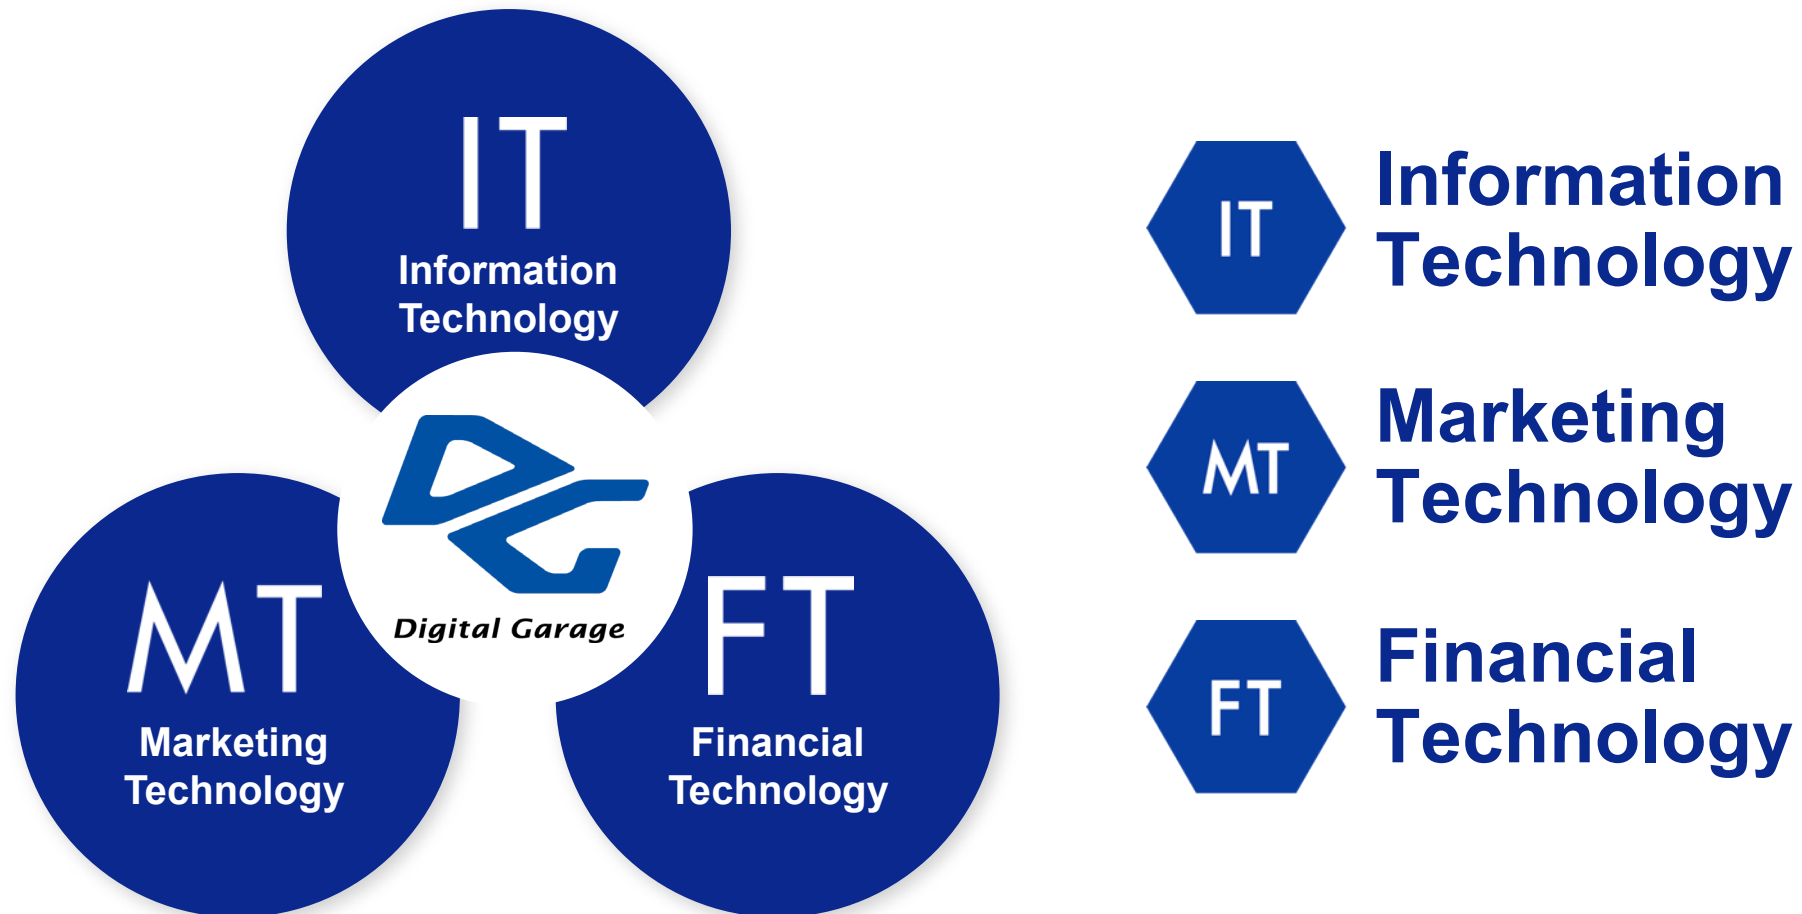 IT
Information
Technology
DG
Digital Garage
MT
Marketing
Technology
FT
Financial
Technology
IT
Information
Technology
MT
Marketing
Technology
FT
Financial
Technology